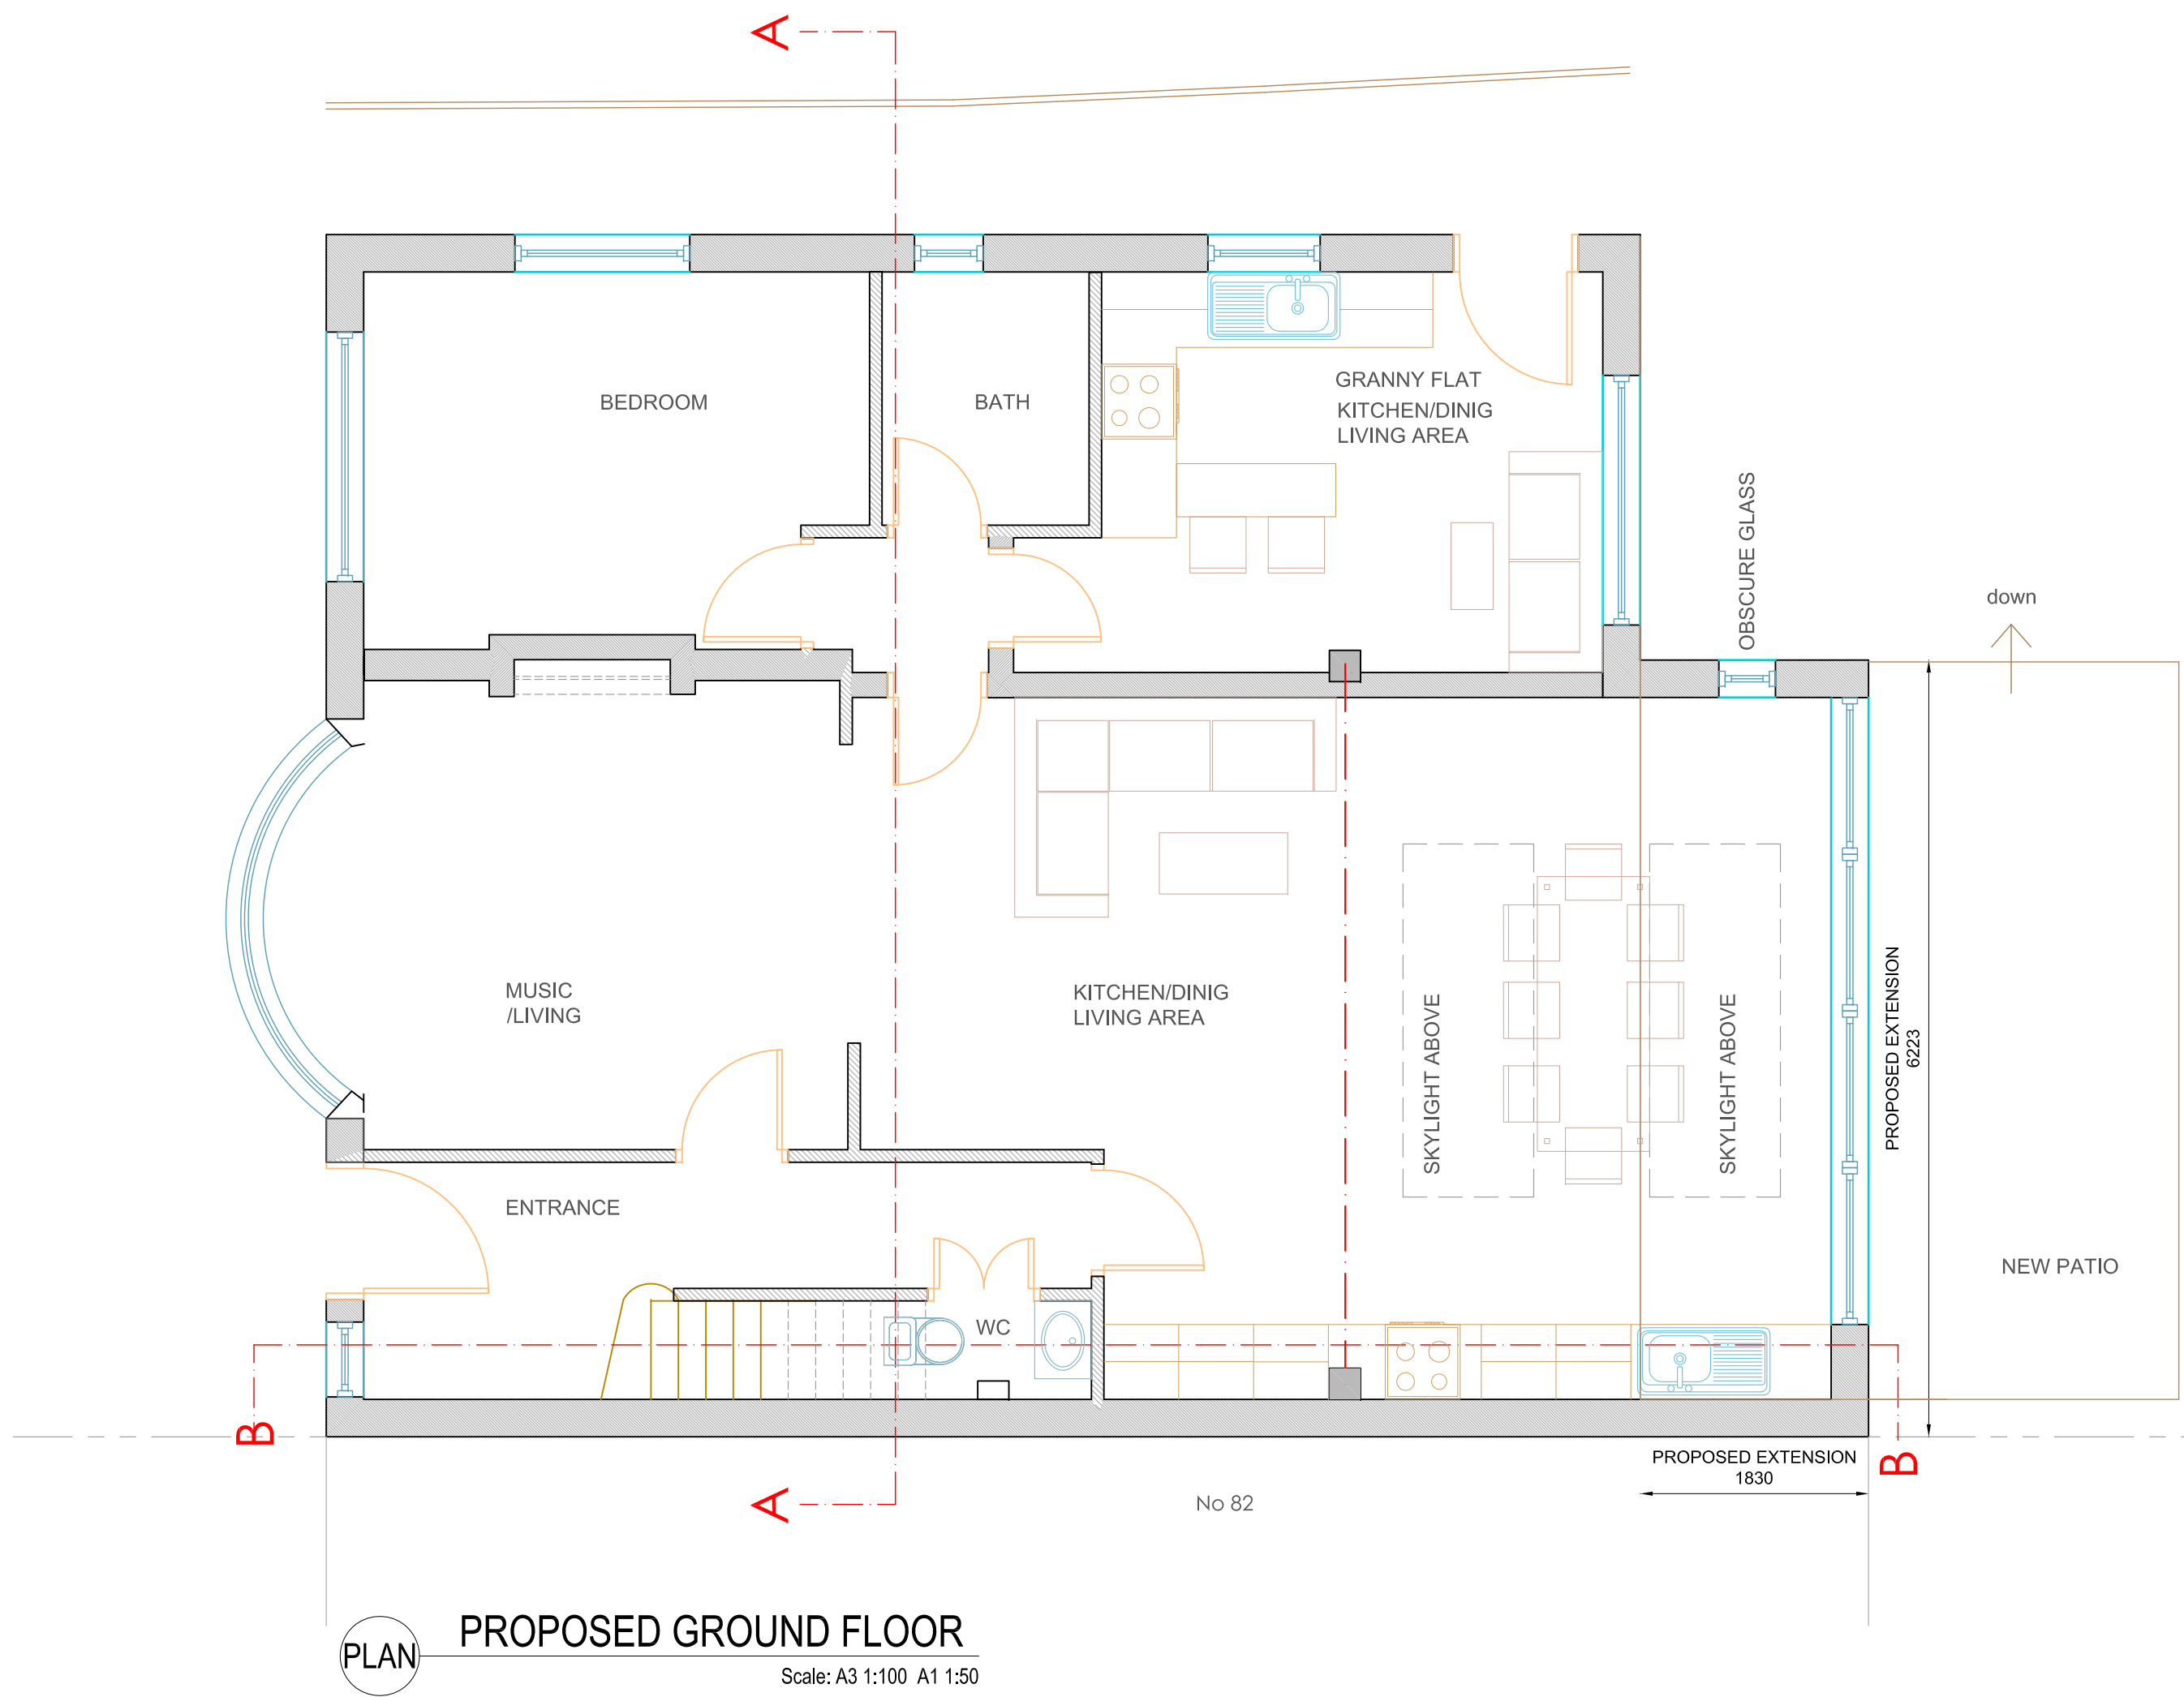 A
BEDROOM
BATH
GRANNY FLAT
KITCHEN/DINIG
LIVING AREA
OBSCURE GLASS
down
MUSIC
/LIVING
KITCHEN/DINIG
LIVING AREA
SKYLIGHT ABOVE
SKYLIGHT ABOVE
PROPOSED EXTENSION
6223
ENTRANCE
NEW PATIO
WC
B
B
PROPOSED EXTENSION
1830
A
No 82
PLAN
PROPOSED GROUND FLOOR
Scale: A3 1:100 A1 1:50